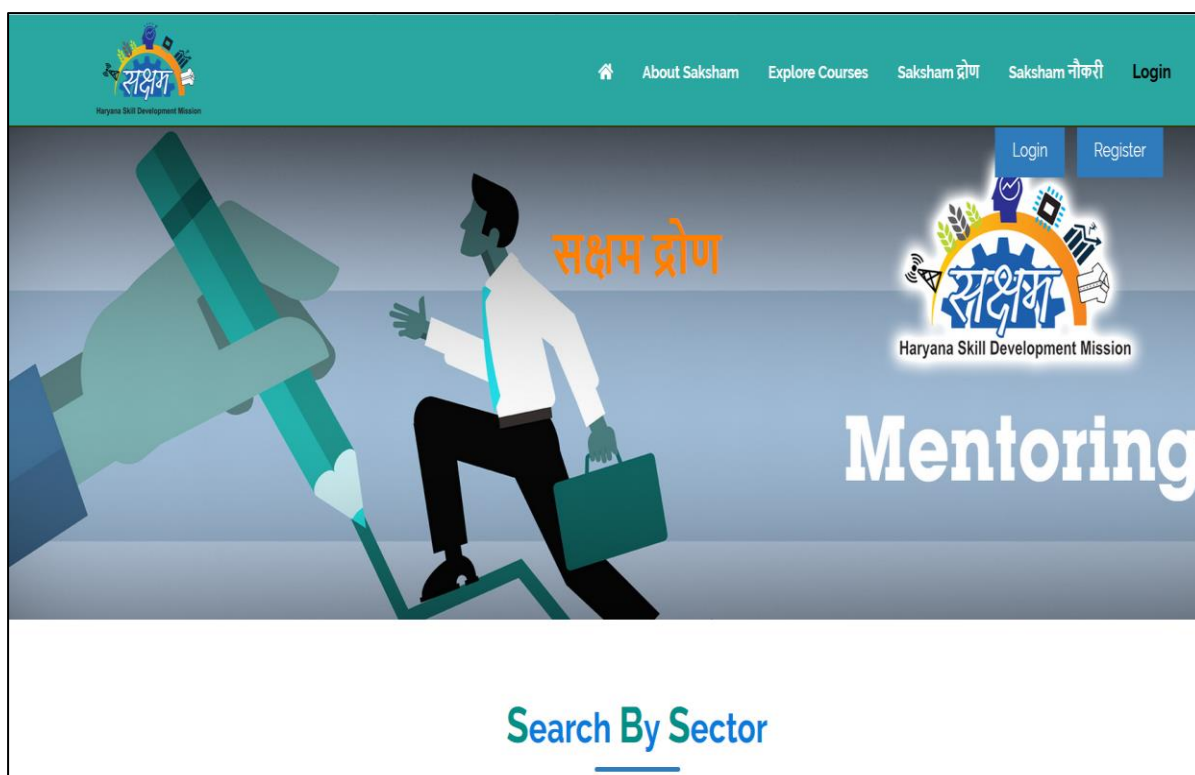 सक्षम
Haryana Skill Development Mission
About Saksham Explore Courses Saksham द्रोण Saksham नौकरी Login
Login Register
सक्षम द्रोण
सक्षम
Haryana Skill Development Mission
Mentoring
Search By Sector